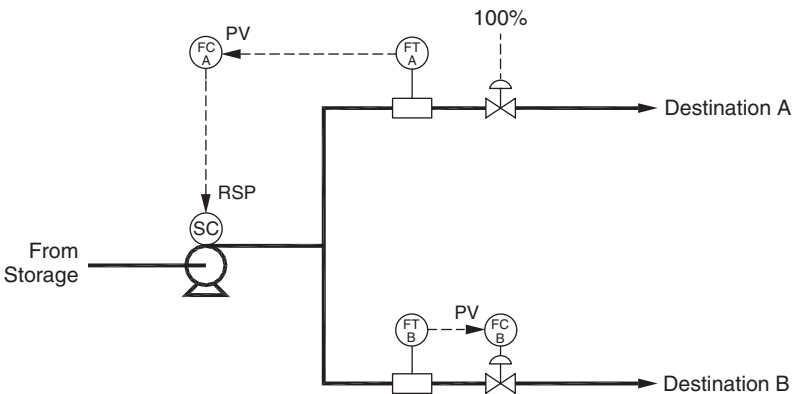 100%
FC
A
PV
FT
A
Destination A
RSP
SC
From
Storage
FT
B
PV
FC
B
Destination B